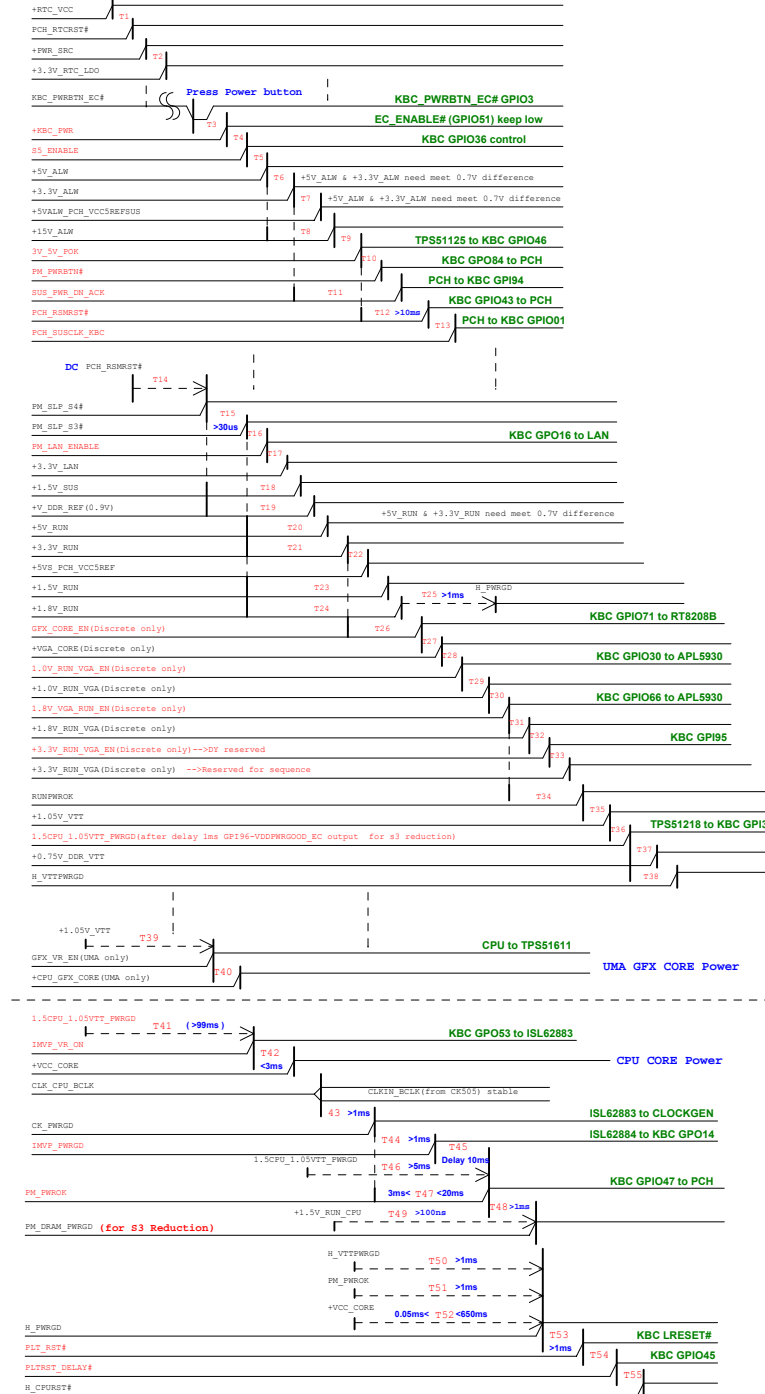 +RTC_VCC
T1
PCH_RTCRST#
+PWR_SRC
T2
+3.3V_RTC_LDO
Press Power button
KBC_PWRBTN_EC#
KBC_PWRBTN_EC# GPIO3
T3
EC_ENABLE# (GPIO51) keep low
+KBC_PWR
T4
KBC GPIO36 control
S5_ENABLE
T5
+5V_ALW
T6
+5V_ALW & +3.3V_ALW need meet 0.7V difference
+3.3V_ALW
T7
+5V_ALW & +3.3V_ALW need meet 0.7V difference
+5VALW_PCH_VCC5REFSUS
+15V_ALW
T8
T9
TPS51125 to KBC GPIO46
3V_5V_POK
T10
KBC GPO84 to PCH
PM_PWRBTN#
PCH to KBC GPI94
SUS_PWR_DN_ACK
T11
KBC GPIO43 to PCH
PCH_RSMRST#
T12 >10ms
T13
PCH to KBC GPIO01
PCH_SUSCLK_KBC
DC PCH_RSMRST#
T14
PM_SLP_S4#
T15
PM_SLP_S3#
>30us
T16
KBC GPO16 to LAN
PM_LAN_ENABLE
T17
+3.3V_LAN
+1.5V_SUS
T18
+V_DDR_REF(0.9V)
T19
+5V_RUN & +3.3V_RUN need meet 0.7V difference
+5V_RUN
T20
+3.3V_RUN
T21
T22
+5VS_PCH_VCC5REF
+1.5V_RUN
T23
T25 >1ms
H_PWRGD
+1.8V_RUN
T24
KBC GPIO71 to RT8208B
GFX_CORE_EN(Discrete only)
T26
+VGA_CORE(Discrete only)
T27
T28
KBC GPIO30 to APL5930
1.0V_RUN_VGA_EN(Discrete only)
T29
+1.0V_RUN_VGA(Discrete only)
T30
KBC GPIO66 to APL5930
1.8V_VGA_RUN_EN(Discrete only)
T31
+1.8V_RUN_VGA(Discrete only)
T32
KBC GPI95
+3.3V_RUN_VGA_EN(Discrete only)-->DY reserved
T33
+3.3V_RUN_VGA(Discrete only) -->Reserved for sequence
RUNPWROK
T34
T35
+1.05V_VTT
T36
TPS51218 to KBC GPI3
1.5CPU_1.05VTT_PWRGD(after delay 1ms GPI96-VDDPWRGOOD_EC output for s3 reduction)
T37
+0.75V_DDR_VTT
T38
H_VTTPWRGD
+1.05V_VTT
T39
CPU to TPS51611
GFX_VR_EN(UMA only)
T40
UMA GFX CORE Power
+CPU_GFX_CORE(UMA only)
1.5CPU_1.05VTT_PWRGD
T41 (>99ms)
KBC GPO53 to ISL62883
IMVP_VR_ON
T42
CPU CORE Power
+VCC_CORE
<3ms
CLK_CPU_BCLK
CLKIN_BCLK(from CK505) stable
43 >1ms
ISL62883 to CLOCKGEN
CK_PWRGD
T44 >1ms
ISL62884 to KBC GPO14
IMVP_PWRGD
T45
1.5CPU_1.05VTT_PWRGD
T46 >5ms
Delay 10ms
KBC GPIO47 to PCH
PM_PWROK
3ms< T47 <20ms
T48 >1ms
+1.5V_RUN_CPU
T49 >100ns
PM_DRAM_PWRGD (for S3 Reduction)
H_VTTPWRGD
T50 >1ms
PM_PWROK
T51 >1ms
+VCC_CORE
0.05ms< T52 <650ms
H_PWRGD
T53
KBC LRESET#
PLT_RST#
>1ms
T54
KBC GPIO45
PLTRST_DELAY#
T55
H_CPURST#